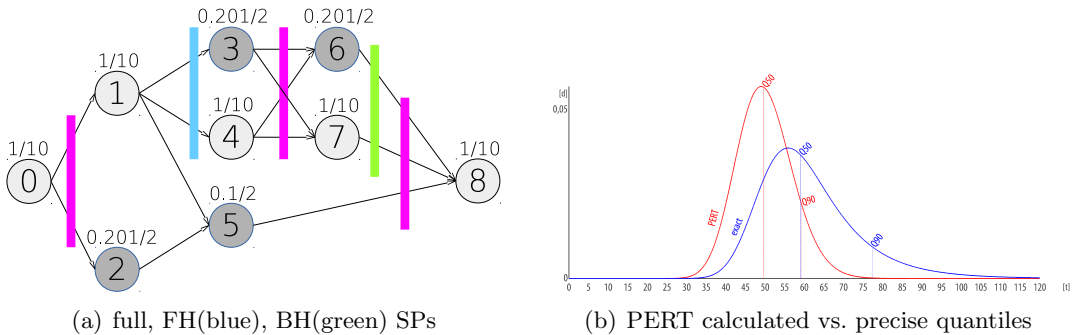 0.201/2
0.201/2
3
6
1/10
1
1/10
1/10
4
7
1/10
0
1/10
8
0.1/2
5
0.201/2
2
(a) full, FH(blue), BH(green) SPs
[d]
0,05
0
Q50
Q50
Q90
Q90
PERT
exact
0 5 10 15 20 25 30 35 40 45 50 55 60 65 70 75 80 85 90 95 100 105 110 115 120 [t]
(b) PERT calculated vs. precise quantiles